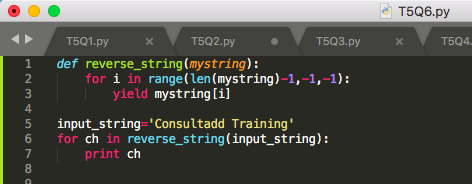 T5Q6.py
T5Q1.py × T5Q2.py T5Q3.py × T5Q4.
1 def reverse_string(mystring):
2     for i in range(len(mystring)-1,-1,-1):
3         yield mystring[i]
4
5 input_string='Consultadd Training'
6 for ch in reverse_string(input_string):
7     print ch
8